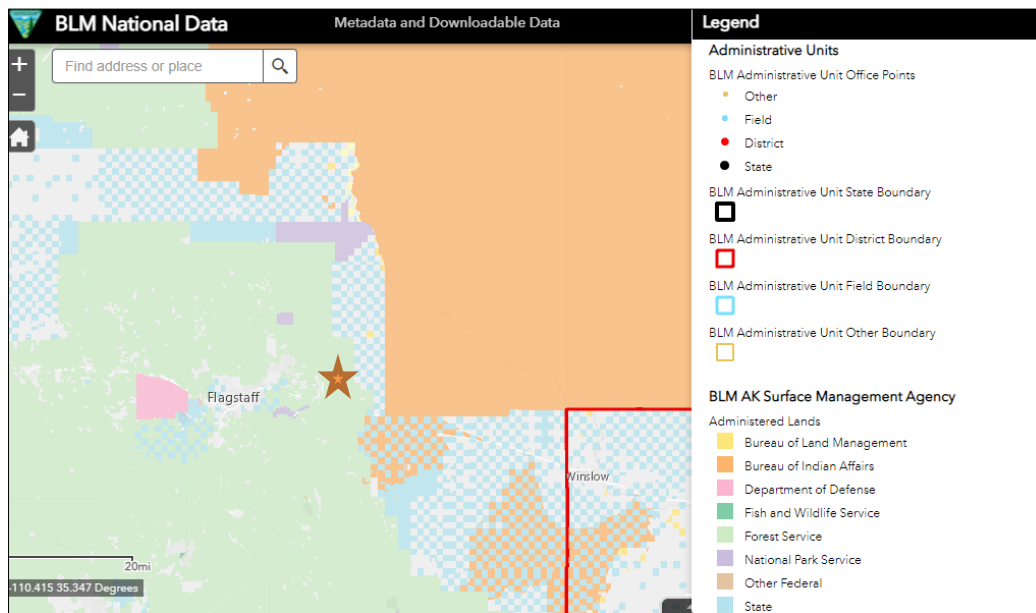 BLM National Data
Metadata and Downloadable Data
Legend
+
Find address or place
−
Administrative Units
BLM Administrative Unit Office Points
Other
Field
District
State
BLM Administrative Unit State Boundary
BLM Administrative Unit District Boundary
BLM Administrative Unit Field Boundary
BLM Administrative Unit Other Boundary
Flagstaff
BLM AK Surface Management Agency
Administered Lands
Bureau of Land Management
Bureau of Indian Affairs
Winslow
Department of Defense
Fish and Wildlife Service
Forest Service
National Park Service
20mi
Other Federal
-110.415 35.347 Degrees
State